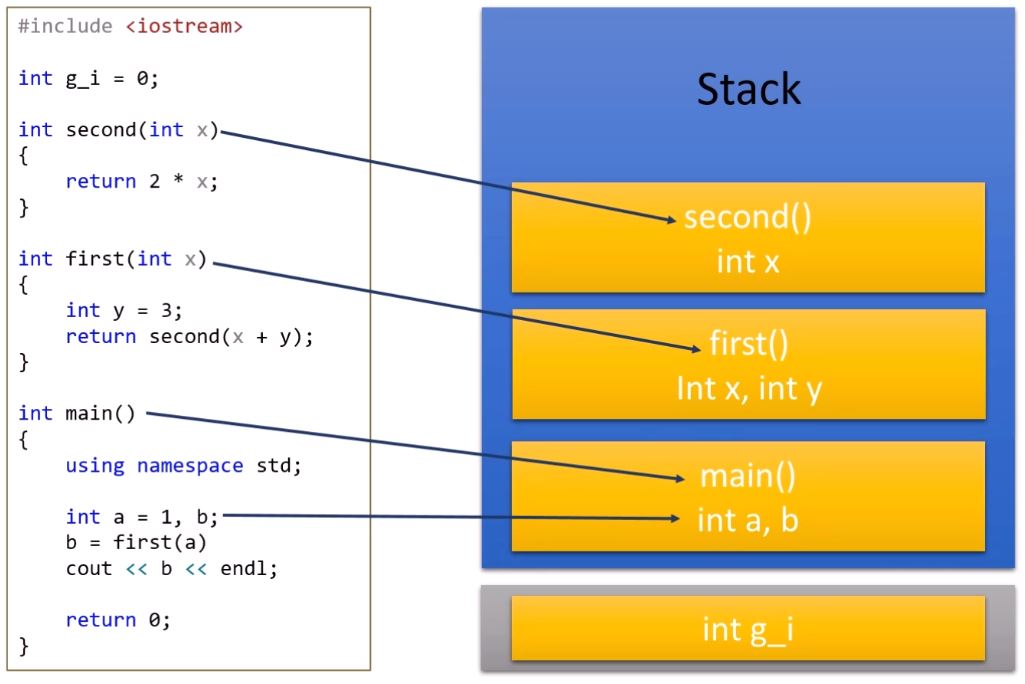 #include <iostream>
int g_i = 0;
int second(int x)
{
    return 2 * x;
}
int first(int x)
{
    int y = 3;
    return second(x + y);
}
int main()
{
    using namespace std;
    int a = 1, b;
    b = first(a)
    cout << b << endl;
    return 0;
}
Stack
second()
int x
first()
Int x, int y
main()
int a, b
int g_i